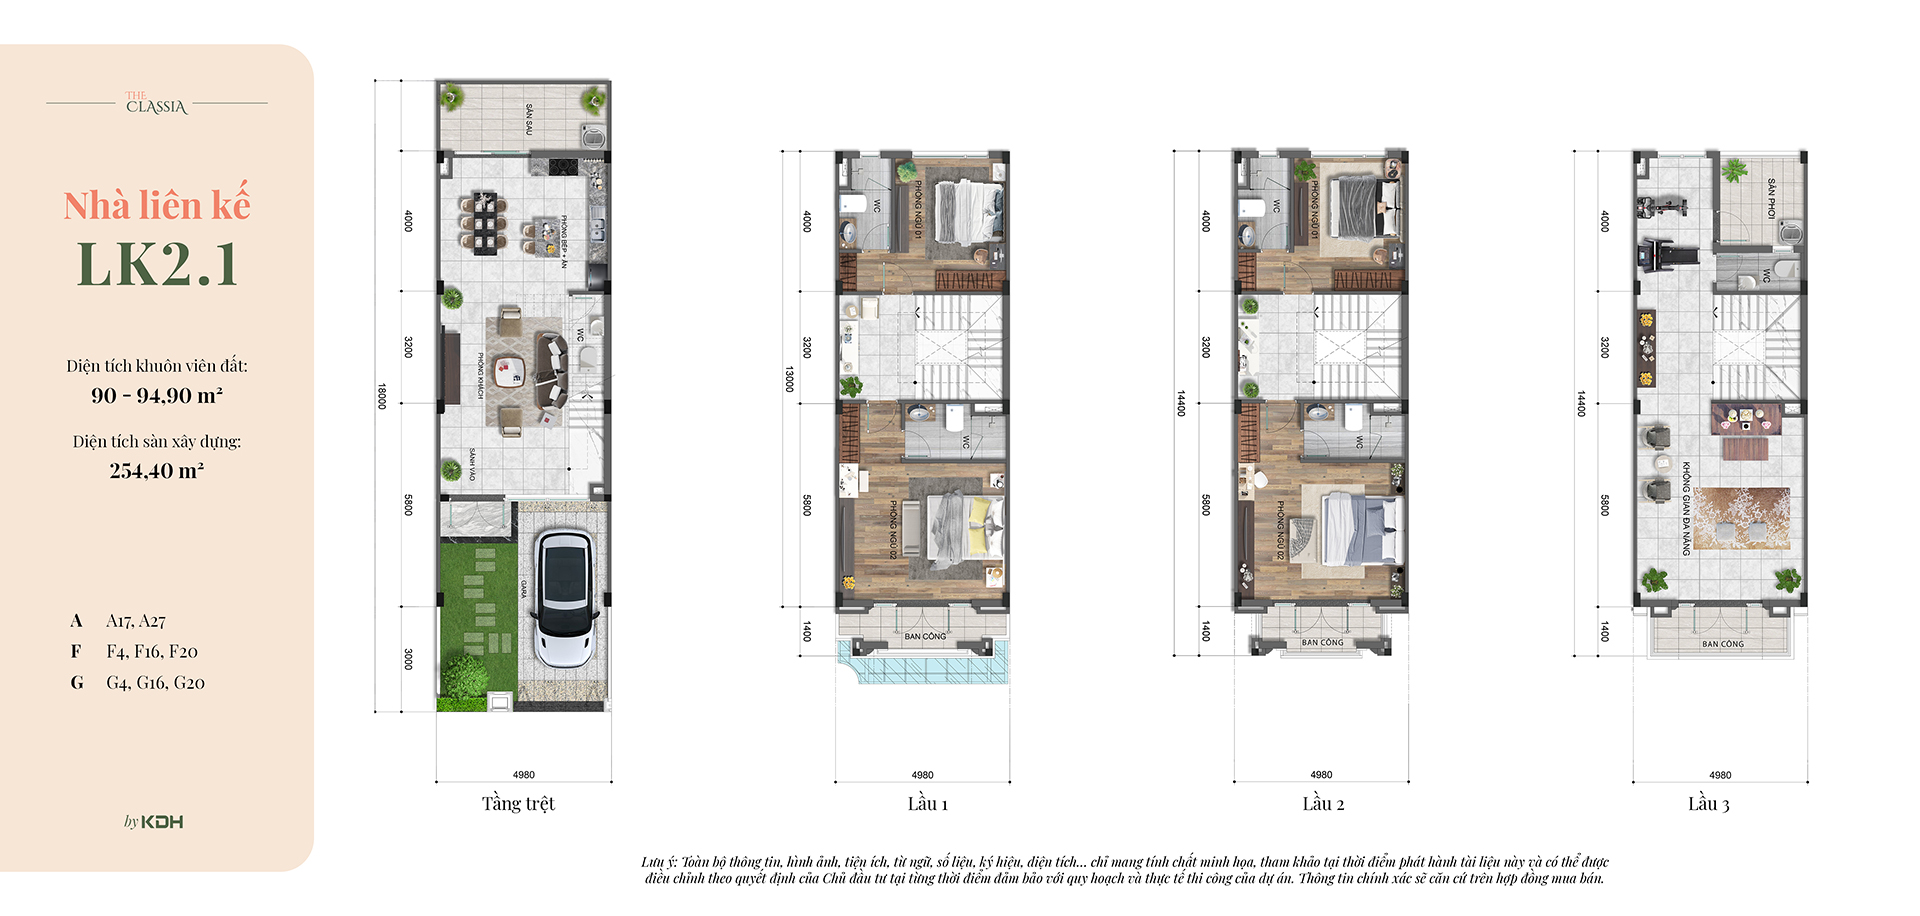 THE
CLASSIA
Nhà liên kế
LK2.1
Diện tích khuôn viên đất:
90 - 94,90 m²
Diện tích sàn xây dựng:
254,40 m²
A A17, A27
F F4, F16, F20
G G4, G16, G20
by KDH
SÂN SAU
PHÒNG BẾP + ĂN
WC
PHÒNG KHÁCH
SẢNH VÀO
GARA
4000
3200
5800
3000
18000
4980
Tầng trệt
WC
PHÒNG NGỦ 01
WC
PHÒNG NGỦ 02
BAN CÔNG
4000
3200
5800
1400
13000
4980
Lầu 1
WC
PHÒNG NGỦ 01
WC
PHÒNG NGỦ 02
BAN CÔNG
4000
3200
5800
1400
14400
4980
Lầu 2
SÂN PHƠI
WC
KHÔNG GIAN ĐA NĂNG
BAN CÔNG
4000
3200
5800
1400
14400
4980
Lầu 3
Lưu ý: Toàn bộ thông tin, hình ảnh, tiện ích, từ ngữ, số liệu, ký hiệu, diện tích... chỉ mang tính chất minh họa, tham khảo tại thời điểm phát hành tài liệu này và có thể được
điều chỉnh theo quyết định của Chủ đầu tư tại từng thời điểm đảm bảo với quy hoạch và thực tế thi công của dự án. Thông tin chính xác sẽ căn cứ trên hợp đồng mua bán.